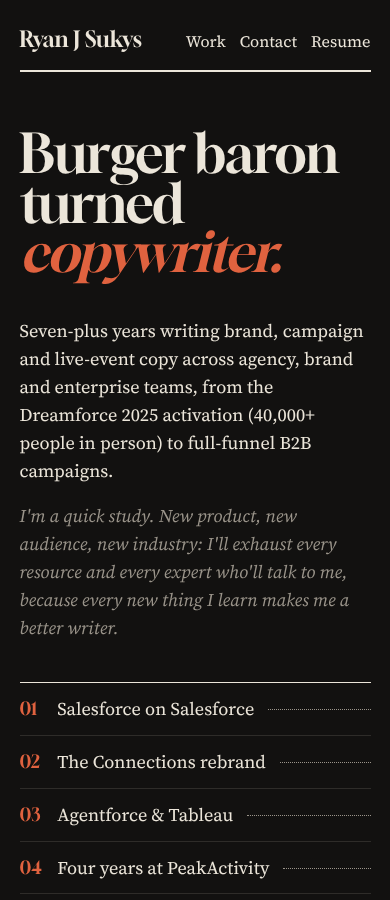 Ryan J Sukys
Work Contact Resume
Burger baron
turned
copywriter.
Seven-plus years writing brand, campaign
and live-event copy across agency, brand
and enterprise teams, from the
Dreamforce 2025 activation (40,000+
people in person) to full-funnel B2B
campaigns.
I'm a quick study. New product, new
audience, new industry: I'll exhaust every
resource and every expert who'll talk to me,
because every new thing I learn makes me a
better writer.
01 Salesforce on Salesforce
02 The Connections rebrand
03 Agentforce & Tableau
04 Four years at PeakActivity